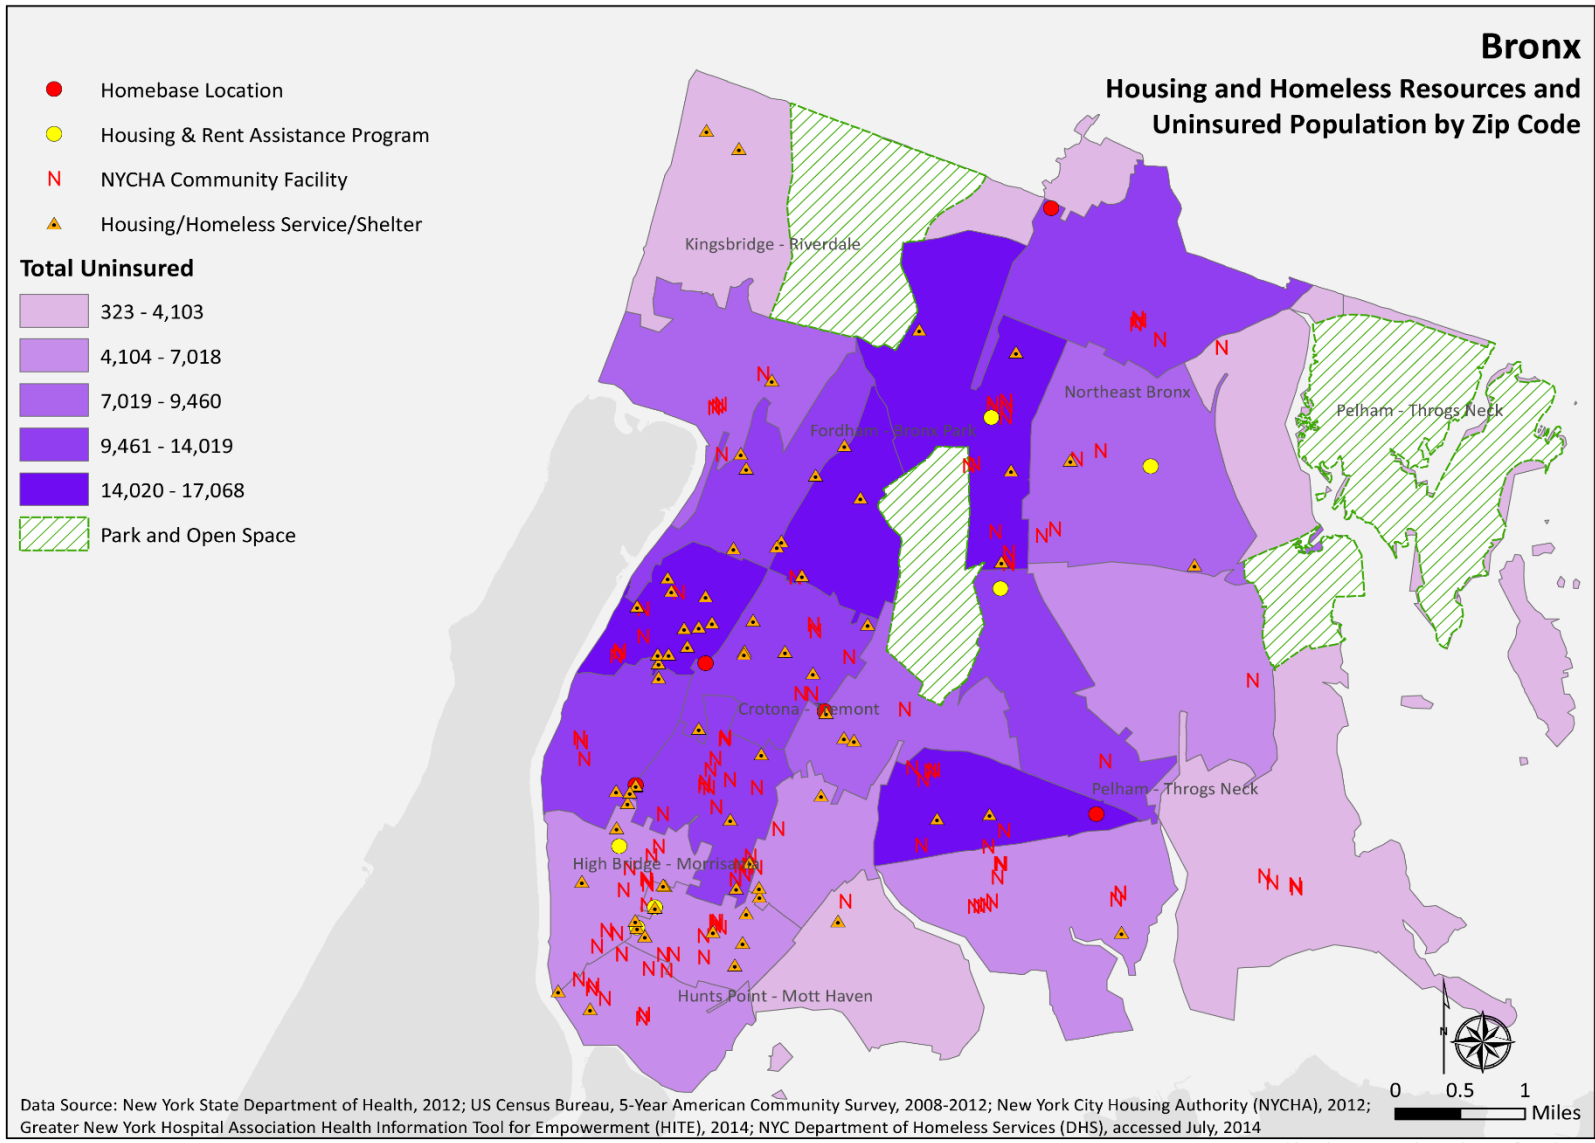 Bronx
Housing and Homeless Resources and
Uninsured Population by Zip Code
Homebase Location
Housing & Rent Assistance Program
N NYCHA Community Facility
Housing/Homeless Service/Shelter
Total Uninsured
323 - 4,103
4,104 - 7,018
7,019 - 9,460
9,461 - 14,019
14,020 - 17,068
Park and Open Space
Kingsbridge - Riverdale
Northeast Bronx
Pelham - Throgs Neck
Fordham - Bronx Park
Crotona - Tremont
Pelham - Throgs Neck
High Bridge - Morrisania
Hunts Point - Mott Haven
N
0 0.5 1
Miles
Data Source: New York State Department of Health, 2012; US Census Bureau, 5-Year American Community Survey, 2008-2012; New York City Housing Authority (NYCHA), 2012;
Greater New York Hospital Association Health Information Tool for Empowerment (HITE), 2014; NYC Department of Homeless Services (DHS), accessed July, 2014